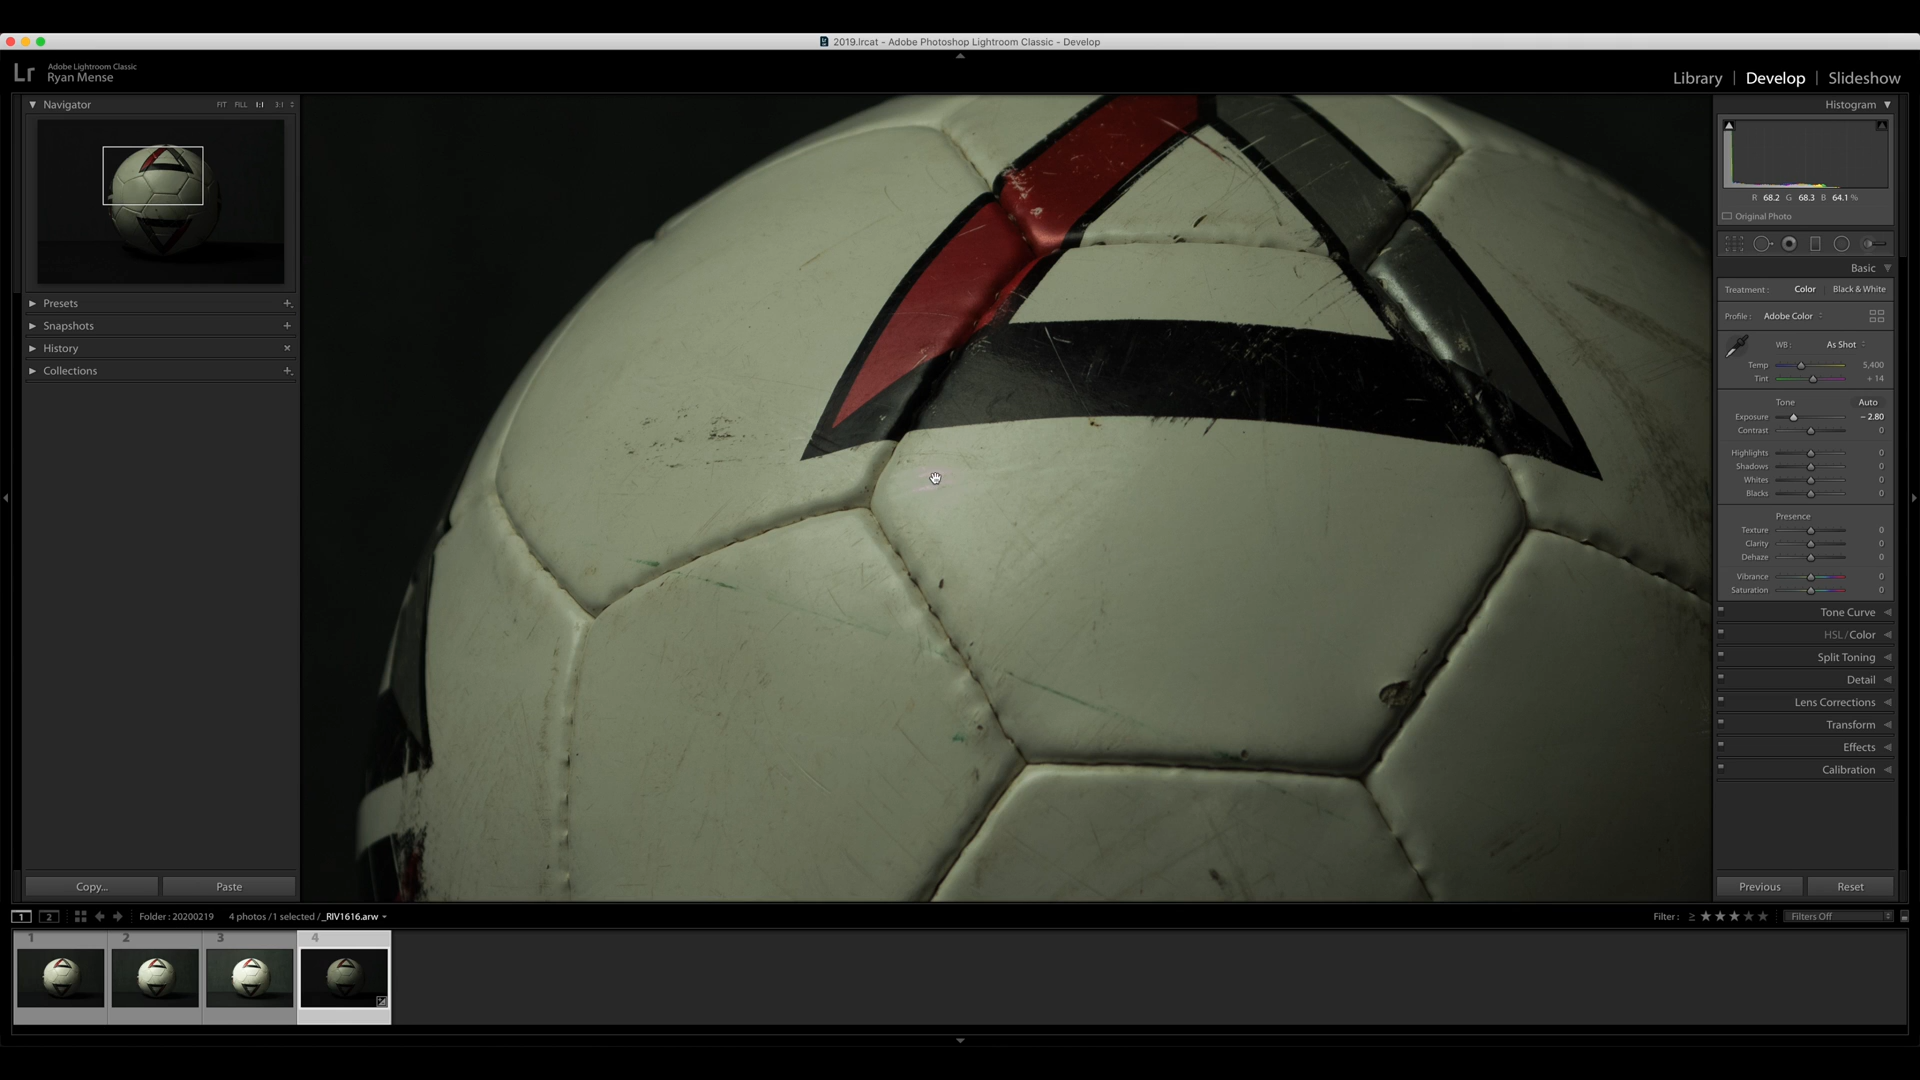 2019.lrcat - Adobe Photoshop Lightroom Classic - Develop
Lr
Adobe Lightroom Classic
Ryan Mense
Library | Develop | Slideshow
Navigator
FIT FILL 1:1 3:1
Presets
Snapshots
History
Collections
Copy...
Paste
Histogram
R 68.2 G 68.3 B 64.1 %
Original Photo
Basic
Treatment : Color Black & White
Profile : Adobe Color
WB : As Shot
Temp 5,400
Tint + 14
Tone Auto
Exposure − 2.80
Contrast 0
Highlights 0
Shadows 0
Whites 0
Blacks 0
Presence
Texture 0
Clarity 0
Dehaze 0
Vibrance 0
Saturation 0
Tone Curve
HSL / Color
Split Toning
Detail
Lens Corrections
Transform
Effects
Calibration
Previous
Reset
1 2 Folder : 20200219 4 photos / 1 selected / _RIV1616.arw
Filter : ≥ ★★★★★ Filters Off
1 2 3 4